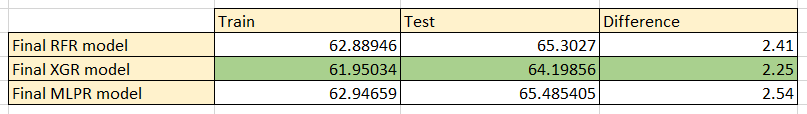 Train Test Difference
Final RFR model 62.88946 65.3027 2.41
Final XGR model 61.95034 64.19856 2.25
Final MLPR model 62.94659 65.485405 2.54